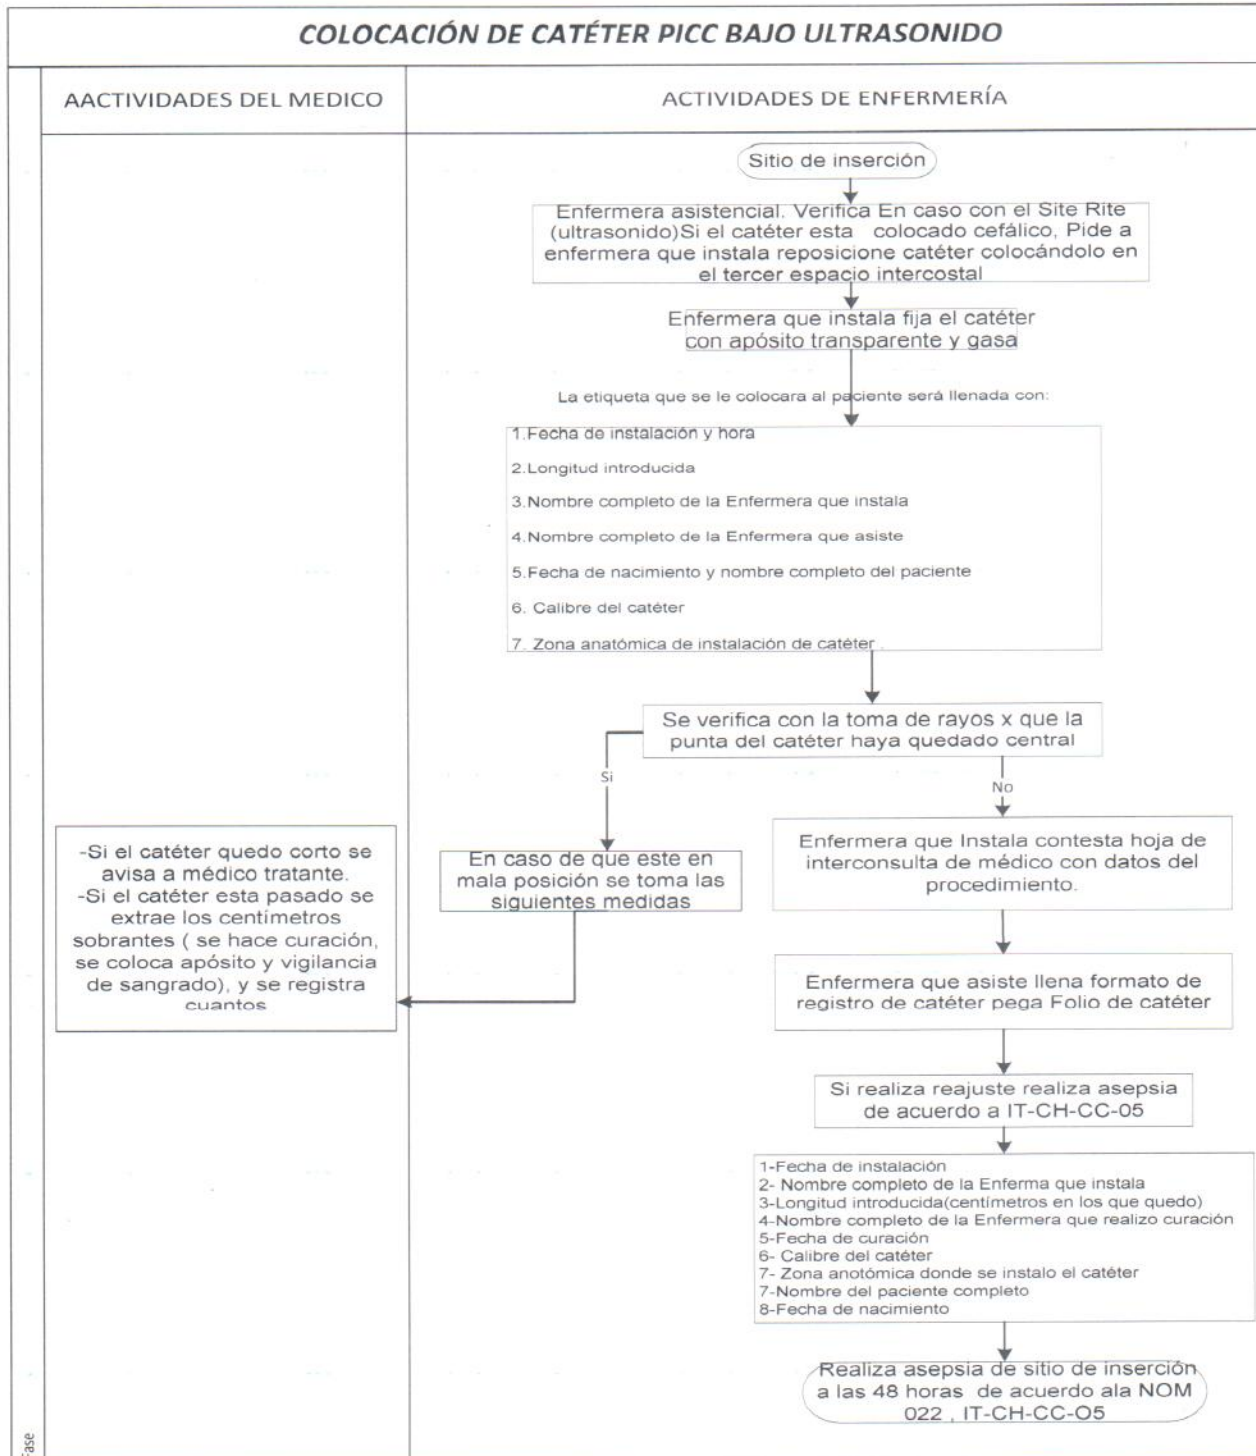 COLOCACIÓN DE CATÉTER PICC BAJO ULTRASONIDO
AACTIVIDADES DEL MEDICO
ACTIVIDADES DE ENFERMERÍA
Sitio de inserción
Enfermera asistencial. Verifica En caso con el Site Rite
(ultrasonido)Si el catéter esta colocado cefálico, Pide a
enfermera que instala reposicione catéter colocándolo en
el tercer espacio intercostal
Enfermera que instala fija el catéter
con apósito transparente y gasa
La etiqueta que se le colocara al paciente será llenada con:
1.Fecha de instalación y hora
2.Longitud introducida
3.Nombre completo de la Enfermera que instala
4.Nombre completo de la Enfermera que asiste
5.Fecha de nacimiento y nombre completo del paciente
6. Calibre del catéter
7. Zona anatómica de instalación de catéter .
Se verifica con la toma de rayos x que la
punta del catéter haya quedado central
Si
No
-Si el catéter quedo corto se
avisa a médico tratante.
-Si el catéter esta pasado se
extrae los centímetros
sobrantes ( se hace curación,
se coloca apósito y vigilancia
de sangrado), y se registra
cuantos
En caso de que este en
mala posición se toma las
siguientes medidas
Enfermera que Instala contesta hoja de
interconsulta de médico con datos del
procedimiento.
Enfermera que asiste llena formato de
registro de catéter pega Folio de catéter
Si realiza reajuste realiza asepsia
de acuerdo a IT-CH-CC-05
1-Fecha de instalación
2- Nombre completo de la Enferma que instala
3-Longitud introducida(centímetros en los que quedo)
4-Nombre completo de la Enfermera que realizo curación
5-Fecha de curación
6- Calibre del catéter
7- Zona anotómica donde se instalo el catéter
7-Nombre del paciente completo
8-Fecha de nacimiento
Realiza asepsia de sitio de inserción
a las 48 horas de acuerdo ala NOM
022 , IT-CH-CC-O5
Fase